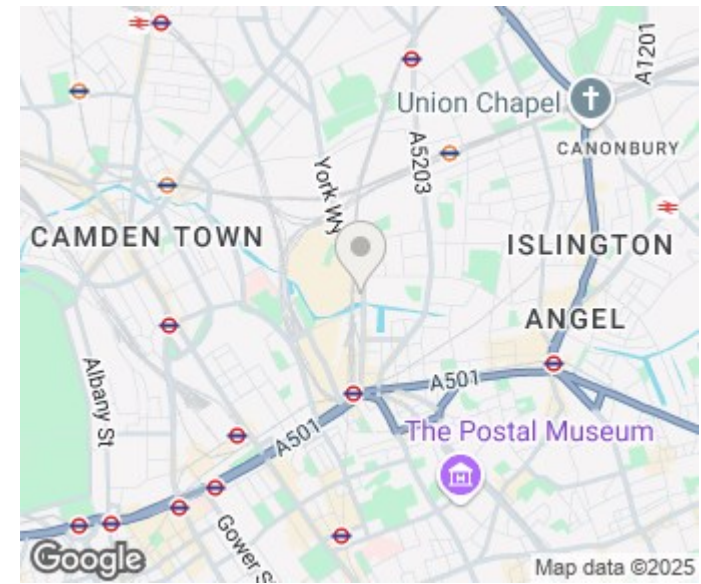 A1201
Union Chapel
CANONBURY
A5203
York Wy
CAMDEN TOWN
ISLINGTON
ANGEL
Albany St
A501
A501
The Postal Museum
Gower S
Google
Map data ©2025